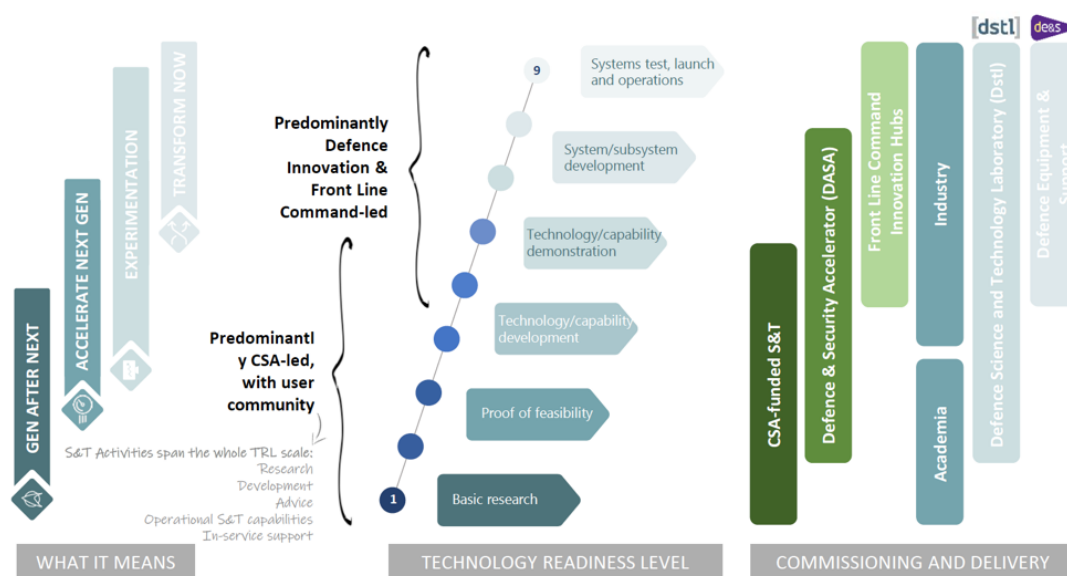 GEN AFTER NEXT
ACCELERATE NEXT GEN
EXPERIMENTATION
TRANSFORM NOW
Predominantly
Defence
Innovation &
Front Line
Command-led
Predominantl
y CSA-led,
with user
community
S&T Activities span the whole TRL scale:
Research
Development
Advice
Operational S&T capabilities
In-service support
9
1
Systems test, launch
and operations
System/subsystem
development
Technology/capability
demonstration
Technology/capability
development
Proof of feasibility
Basic research
[dstl]
de&s
CSA-funded S&T
Defence & Security Accelerator (DASA)
Front Line Command
Innovation Hubs
Industry
Academia
Defence Science and Technology Laboratory (Dstl)
Defence Equipment &
Support
WHAT IT MEANS
TECHNOLOGY READINESS LEVEL
COMMISSIONING AND DELIVERY